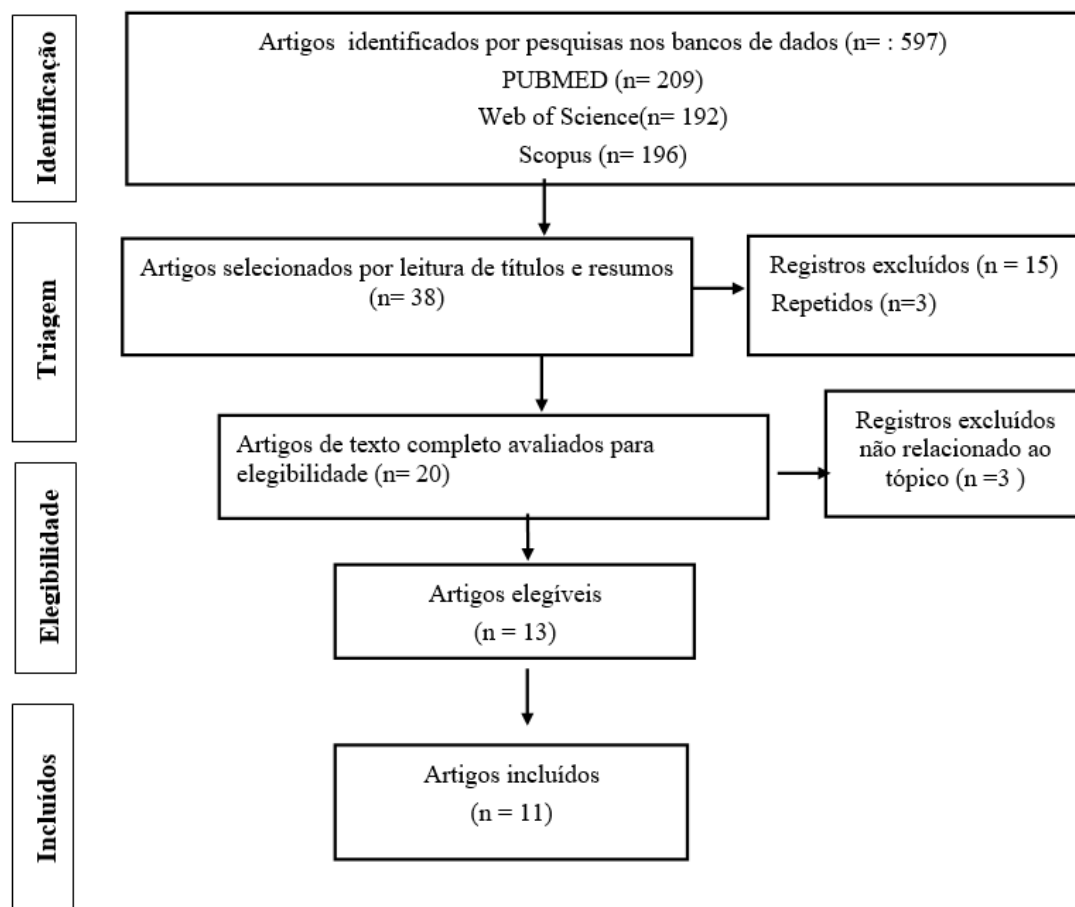 Identificação
Artigos identificados por pesquisas nos bancos de dados (n= : 597)
PUBMED (n= 209)
Web of Science(n= 192)
Scopus (n= 196)
Triagem
Artigos selecionados por leitura de títulos e resumos
(n= 38)
Registros excluídos (n = 15)
Repetidos (n=3)
Artigos de texto completo avaliados para
elegibilidade (n= 20)
Registros excluídos
não relacionado ao
tópico (n =3 )
Elegibilidade
Artigos elegíveis
(n = 13)
Incluídos
Artigos incluídos
(n = 11)